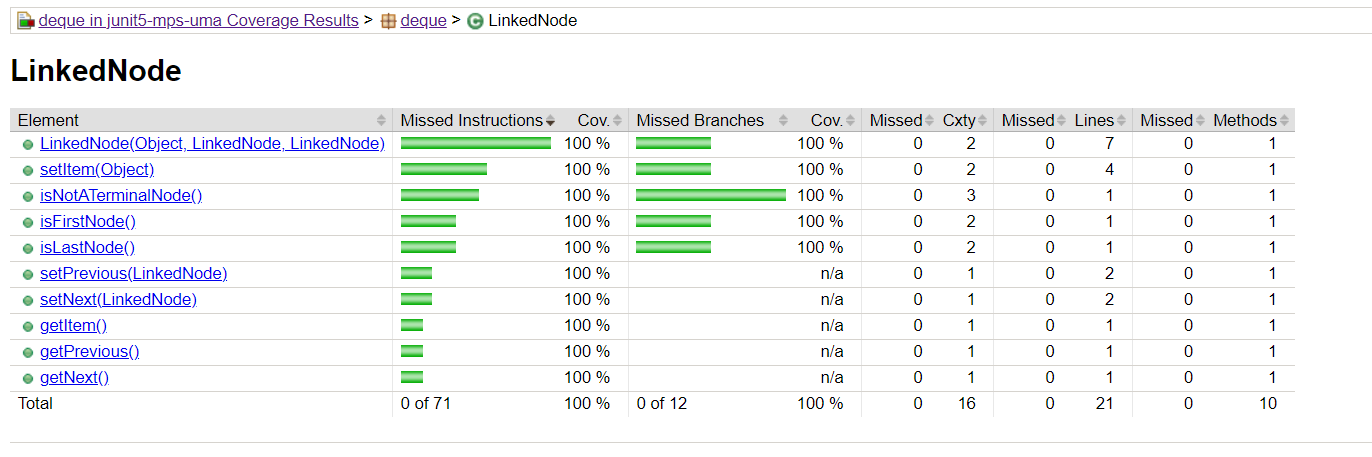 deque in junit5-mps-uma Coverage Results > deque > LinkedNode
LinkedNode
Element Missed Instructions Cov. Missed Branches Cov. Missed Cxty Missed Lines Missed Methods
LinkedNode(Object, LinkedNode, LinkedNode) 100 % 100 % 0 2 0 7 0 1
setItem(Object) 100 % 100 % 0 2 0 4 0 1
isNotATerminalNode() 100 % 100 % 0 3 0 1 0 1
isFirstNode() 100 % 100 % 0 2 0 1 0 1
isLastNode() 100 % 100 % 0 2 0 1 0 1
setPrevious(LinkedNode) 100 % n/a 0 1 0 2 0 1
setNext(LinkedNode) 100 % n/a 0 1 0 2 0 1
getItem() 100 % n/a 0 1 0 1 0 1
getPrevious() 100 % n/a 0 1 0 1 0 1
getNext() 100 % n/a 0 1 0 1 0 1
Total 0 of 71 100 % 0 of 12 100 % 0 16 0 21 0 10